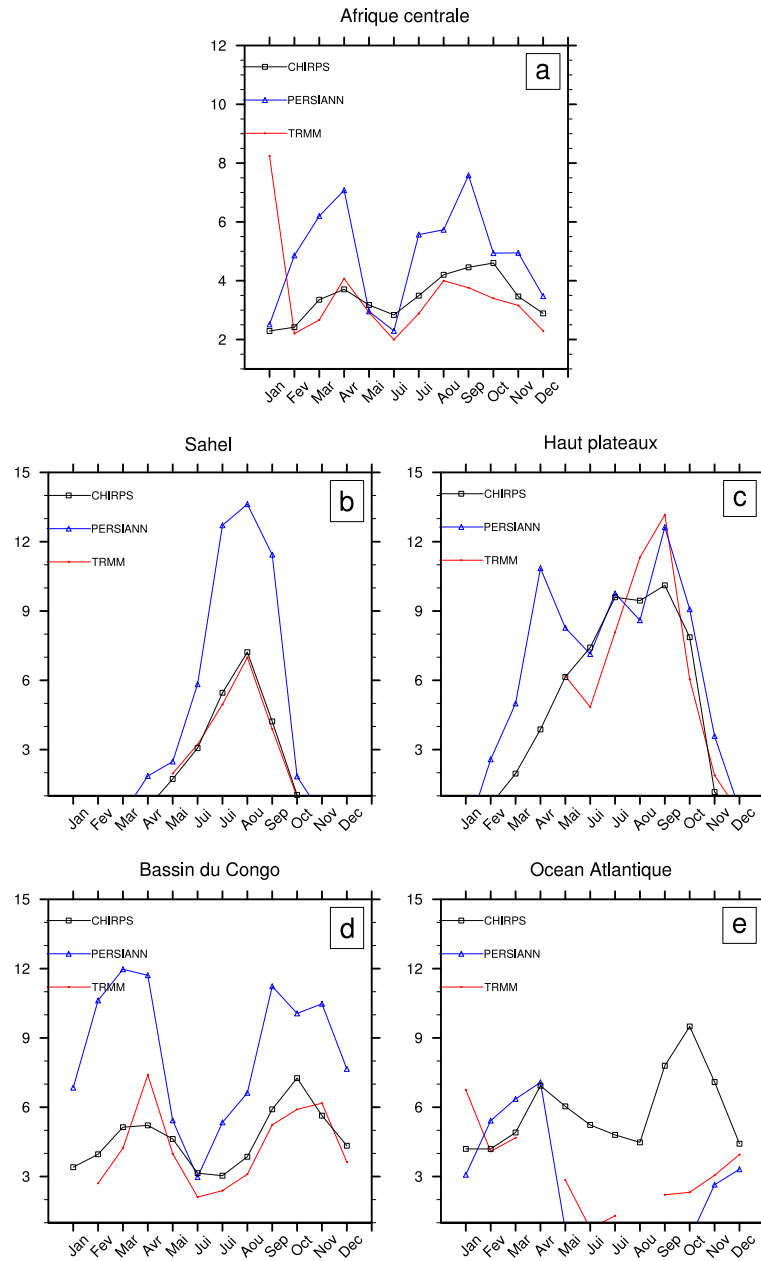 Afrique centrale
12
10
8
6
4
2
CHIRPS
PERSIANN
TRMM
a
Jan Fev Mar Avr Mai Jui Jui Aou Sep Oct Nov Dec
Sahel
15
12
9
6
3
CHIRPS
PERSIANN
TRMM
b
Jan Fev Mar Avr Mai Jui Jui Aou Sep Oct Nov Dec
Haut plateaux
15
12
9
6
3
CHIRPS
PERSIANN
TRMM
c
Jan Fev Mar Avr Mai Jui Jui Aou Sep Oct Nov Dec
Bassin du Congo
15
12
9
6
3
CHIRPS
PERSIANN
TRMM
d
Jan Fev Mar Avr Mai Jui Jui Aou Sep Oct Nov Dec
Ocean Atlantique
15
12
9
6
3
CHIRPS
PERSIANN
TRMM
e
Jan Fev Mar Avr Mai Jui Jui Aou Sep Oct Nov Dec